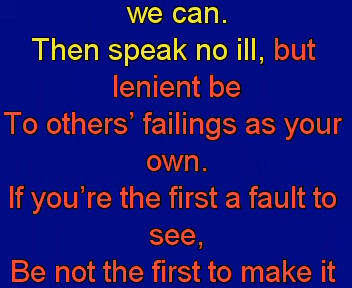 we can.
Then speak no ill, but
lenient be
To others’ failings as your
own.
If you’re the first a fault to
see,
Be not the first to make it